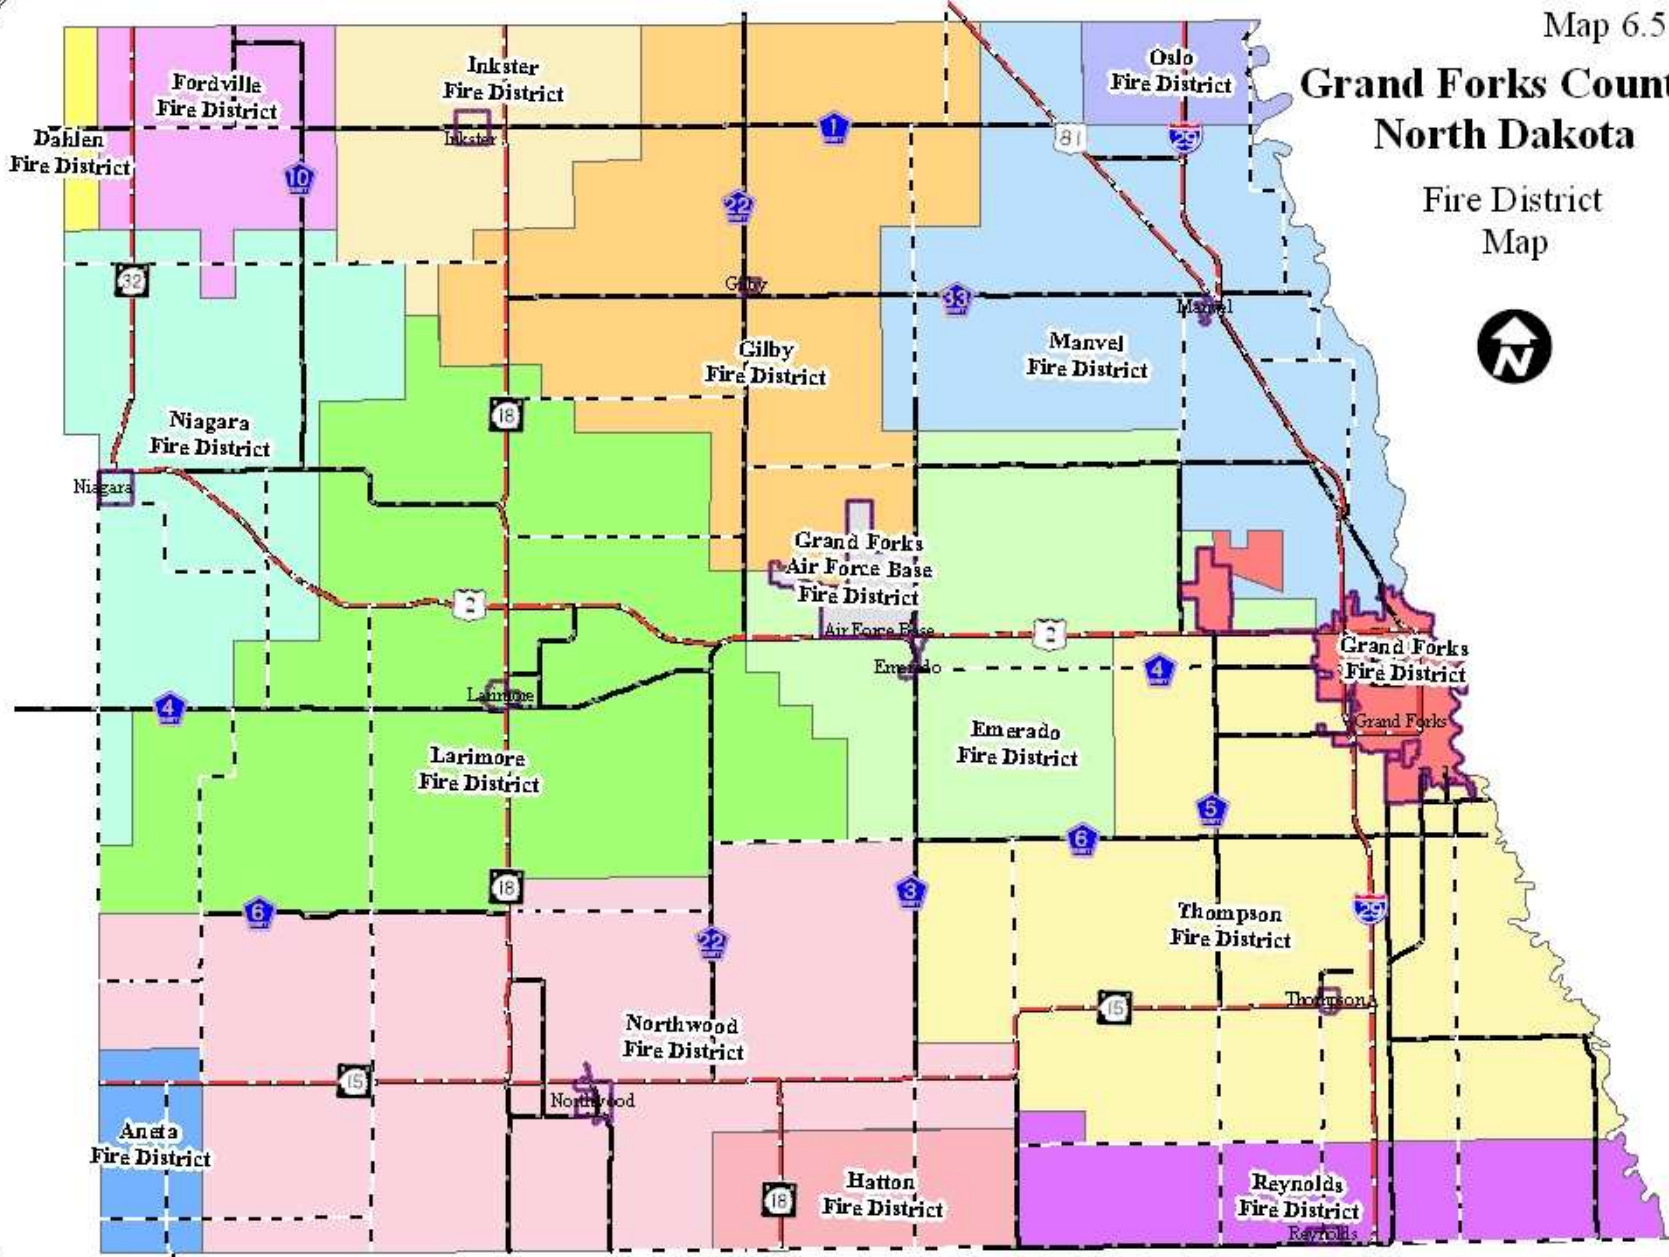 Map 6.5
Grand Forks Coun
North Dakota
Fire District
Map
N
Fordville
Fire District
Inkster
Fire District
Oslo
Fire District
Dahlen
Fire District
Inkster
1
81
29
10
22
32
Gilby
33
Manvel
Gilby
Fire District
Manvel
Fire District
18
Niagara
Fire District
Niagara
Grand Forks
Air Force Base
Fire District
2
Air Force Base
2
Emerado
4
Grand Forks
Fire District
Larimore
4
Grand Forks
Larimore
Fire District
Emerado
Fire District
5
6
18
3
6
29
Thompson
Fire District
22
Thompson
15
Northwood
Fire District
15
Northwood
Aneta
Fire District
18
Hatton
Fire District
Reynolds
Fire District
Reynolds